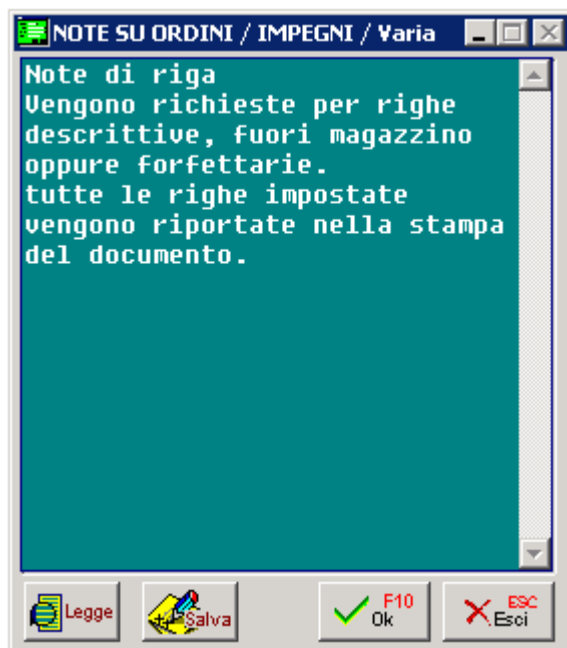 NOTE SU ORDINI / IMPEGNI / Varia
Note di riga
Vengono richieste per righe
descrittive, fuori magazzino
oppure forfettarie.
tutte le righe impostate
vengono riportate nella stampa
del documento.
Legge
Salva
F10
Ok
ESC
Esci